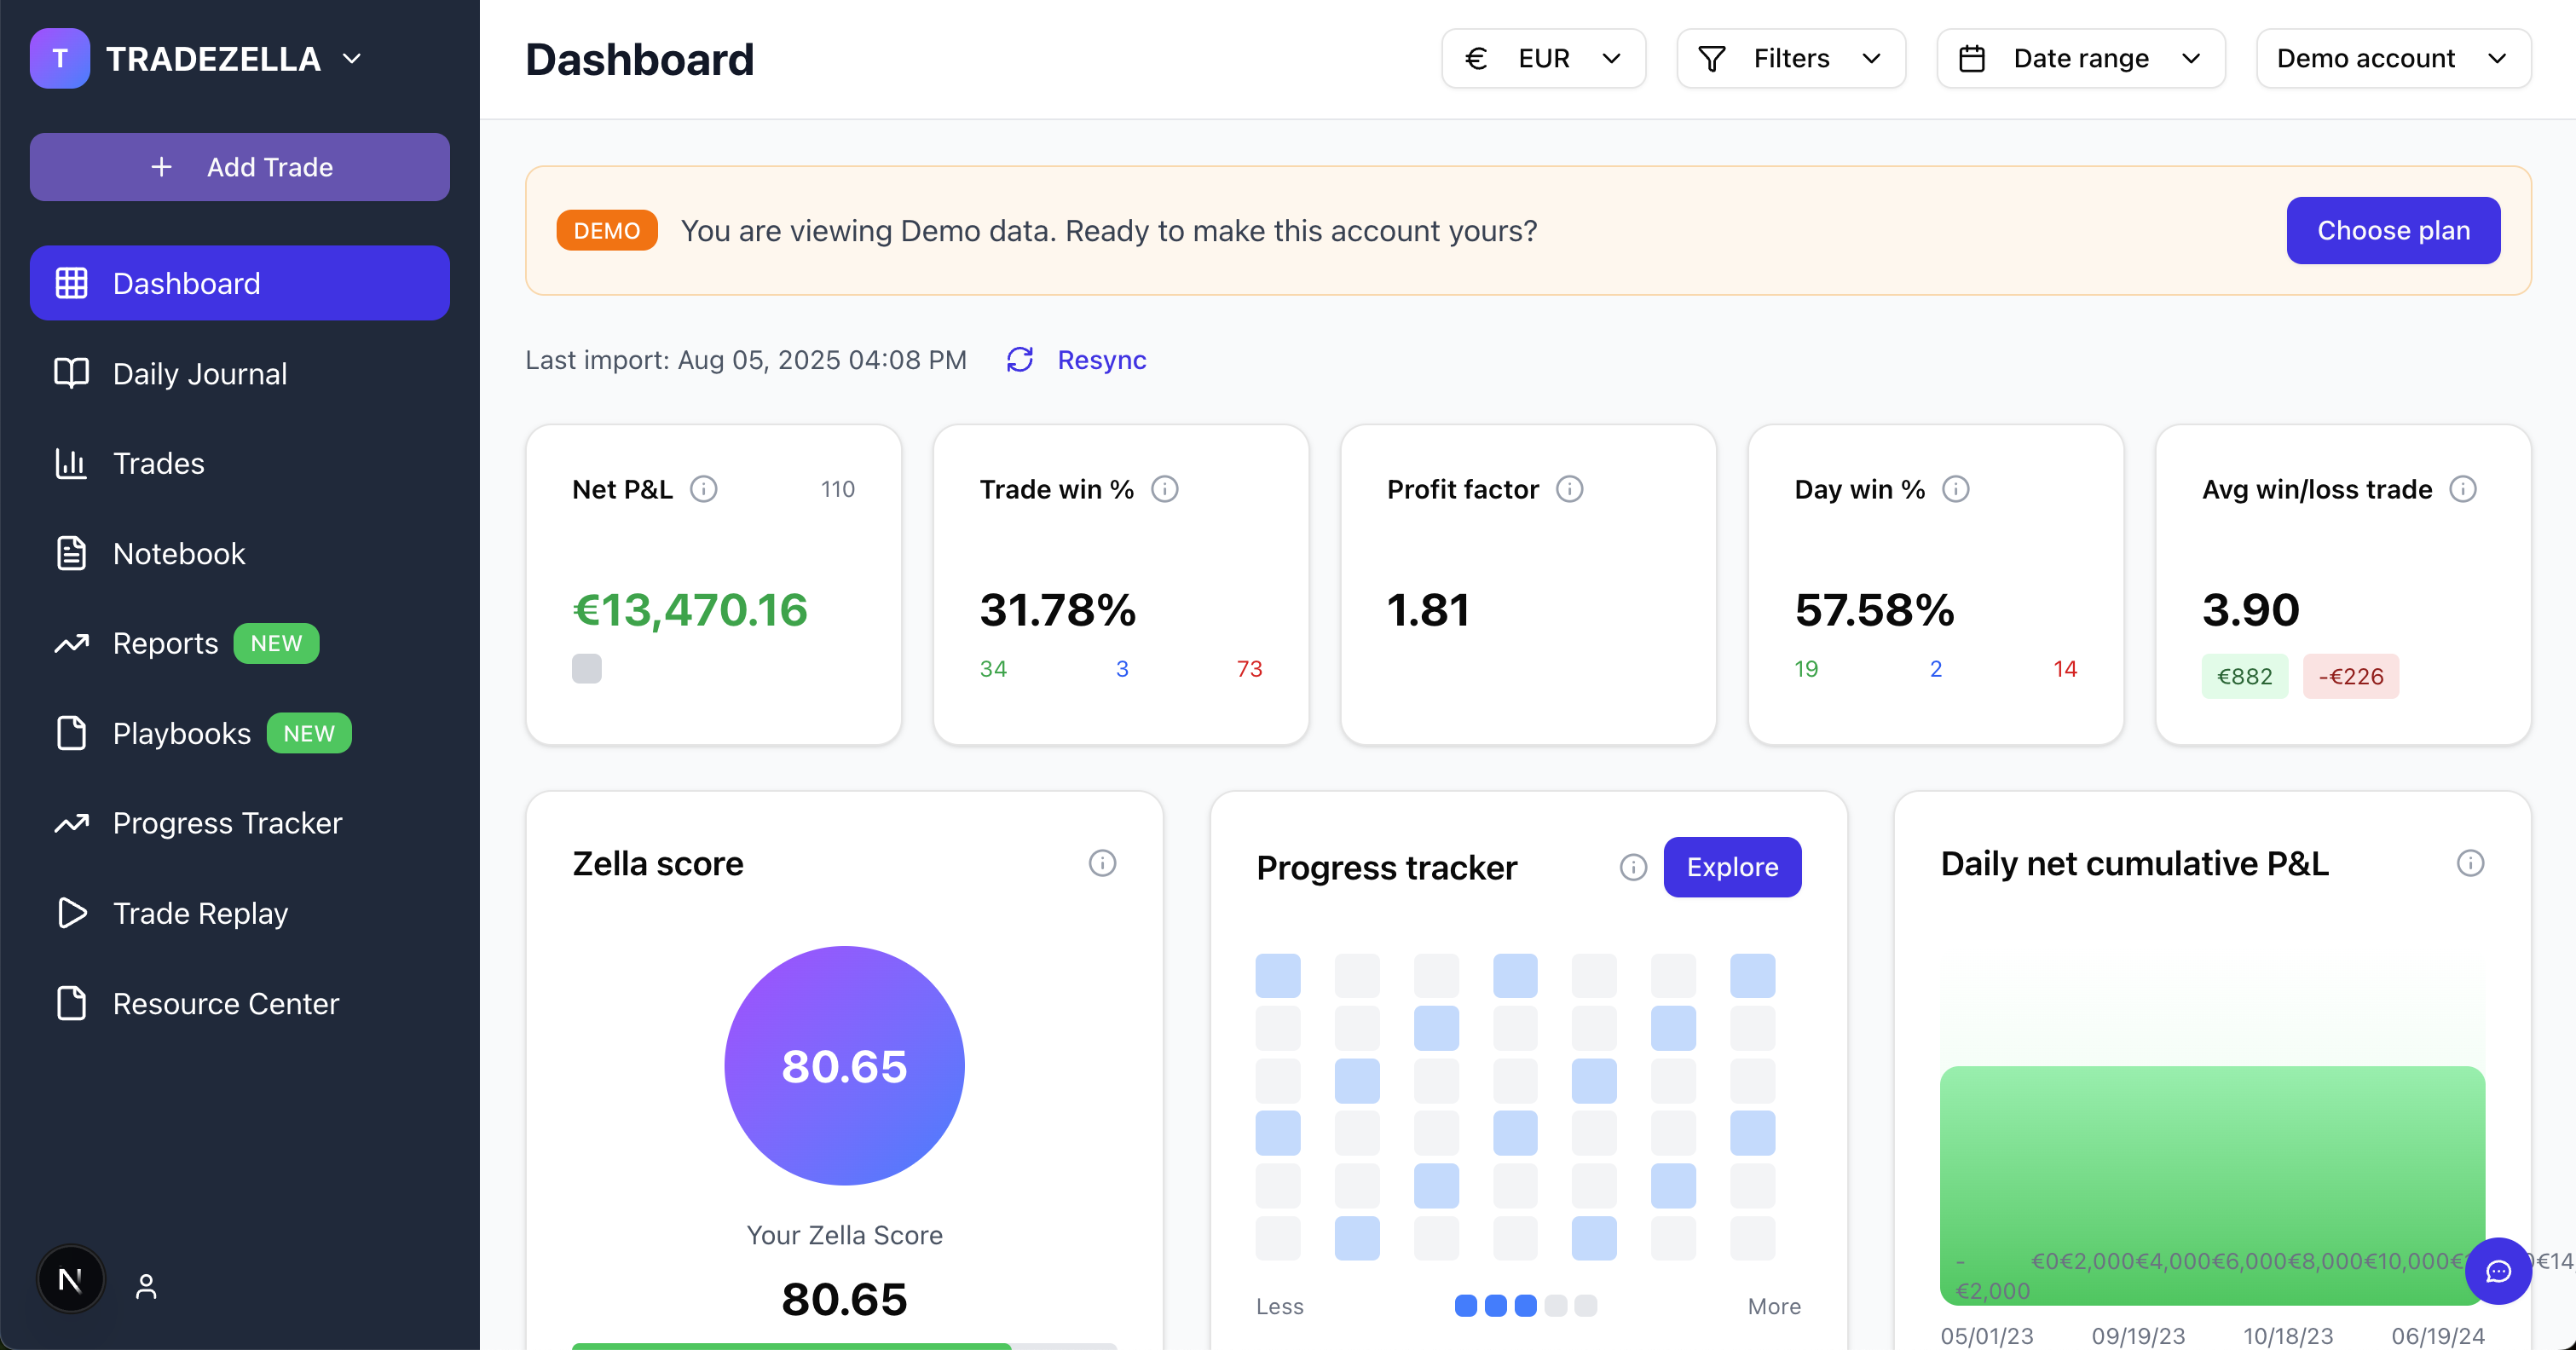 T TRADEZELLA
Add Trade
Dashboard
Daily Journal
Trades
Notebook
Reports NEW
Playbooks NEW
Progress Tracker
Trade Replay
Resource Center
N
Dashboard
€ EUR
Filters
Date range
Demo account
DEMO You are viewing Demo data. Ready to make this account yours?
Choose plan
Last import: Aug 05, 2025 04:08 PM Resync
Net P&L 110
€13,470.16
Trade win %
31.78%
34 3 73
Profit factor
1.81
Day win %
57.58%
19 2 14
Avg win/loss trade
3.90
€882 -€226
Zella score
80.65
Your Zella Score
80.65
Progress tracker
Explore
Less More
Daily net cumulative P&L
-€2,000 €0 €2,000 €4,000 €6,000 €8,000 €10,000
05/01/23 09/19/23 10/18/23 06/19/24